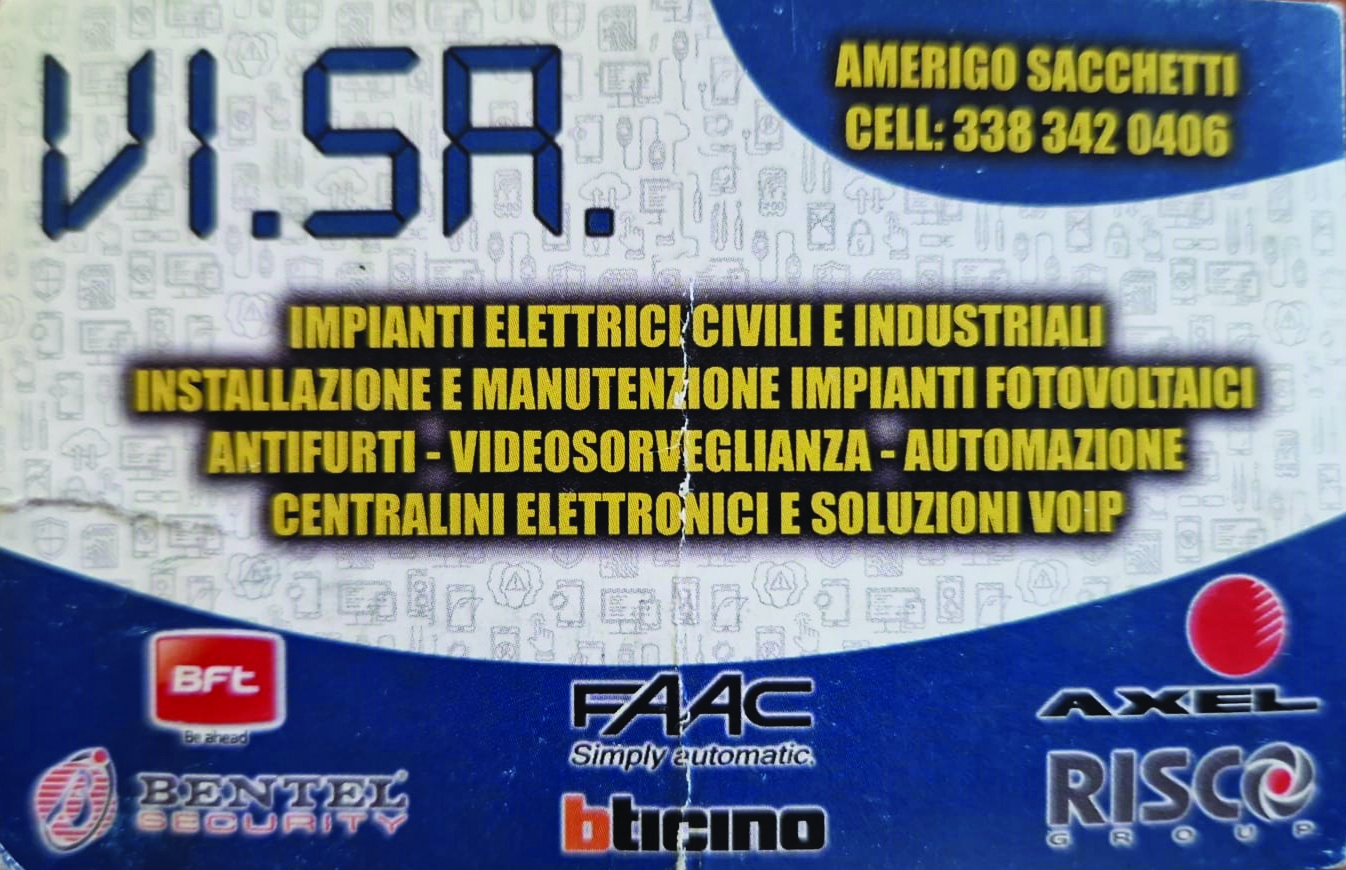 VI.SA.
AMERIGO SACCHETTI
CELL: 338 342 0406
IMPIANTI ELETTRICI CIVILI E INDUSTRIALI
INSTALLAZIONE E MANUTENZIONE IMPIANTI FOTOVOLTAICI
ANTIFURTI - VIDEOSORVEGLIANZA - AUTOMAZIONE
CENTRALINI ELETTRONICI E SOLUZIONI VOIP
BFt
Be ahead
BENTEL
SECURITY
FAAC
Simply automatic.
bticino
AXEL
RISCO
GROUP